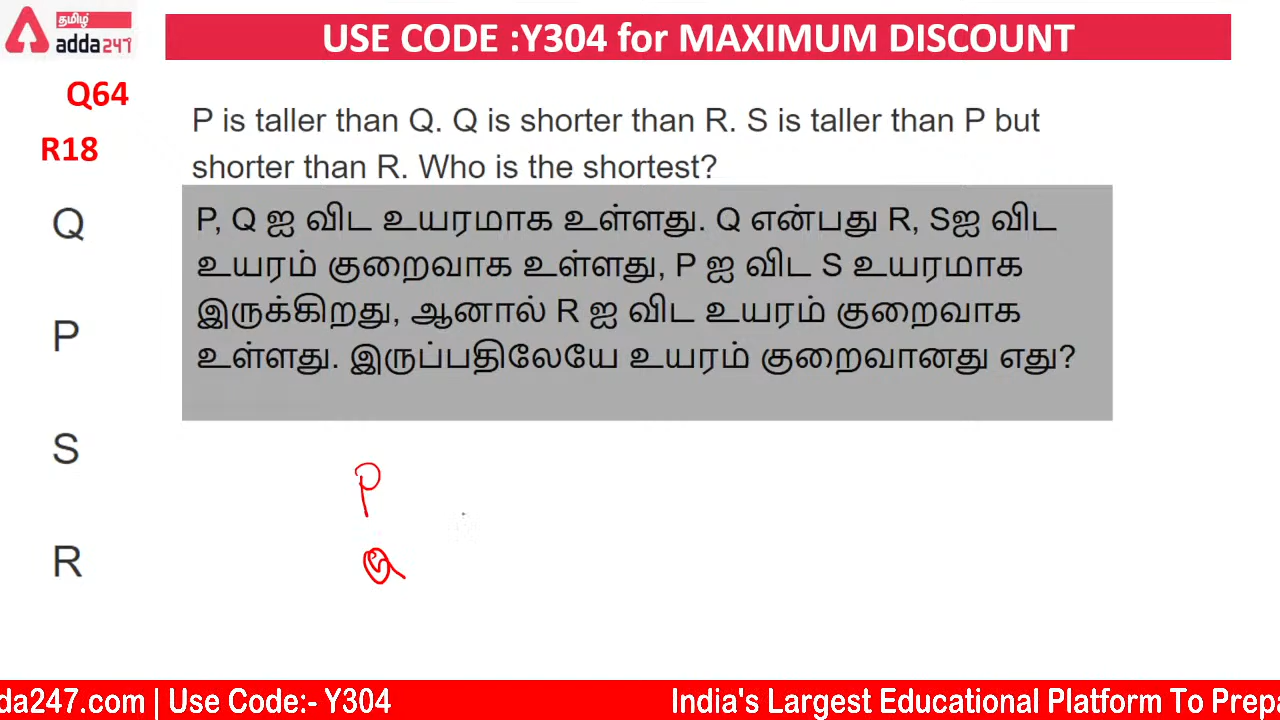 தமிழ்
adda247
USE CODE :Y304 for MAXIMUM DISCOUNT
Q64
R18
P is taller than Q. Q is shorter than R. S is taller than P but
shorter than R. Who is the shortest?
P, Q ஐ விட உயரமாக உள்ளது. Q என்பது R, Sஐ விட
உயரம் குறைவாக உள்ளது, P ஐ விட S உயரமாக
இருக்கிறது, ஆனால் R ஐ விட உயரம் குறைவாக
உள்ளது. இருப்பதிலேயே உயரம் குறைவானது எது?
Q
P
S
R
P
Q
da247.com | Use Code:- Y304
India's Largest Educational Platform To Prepa